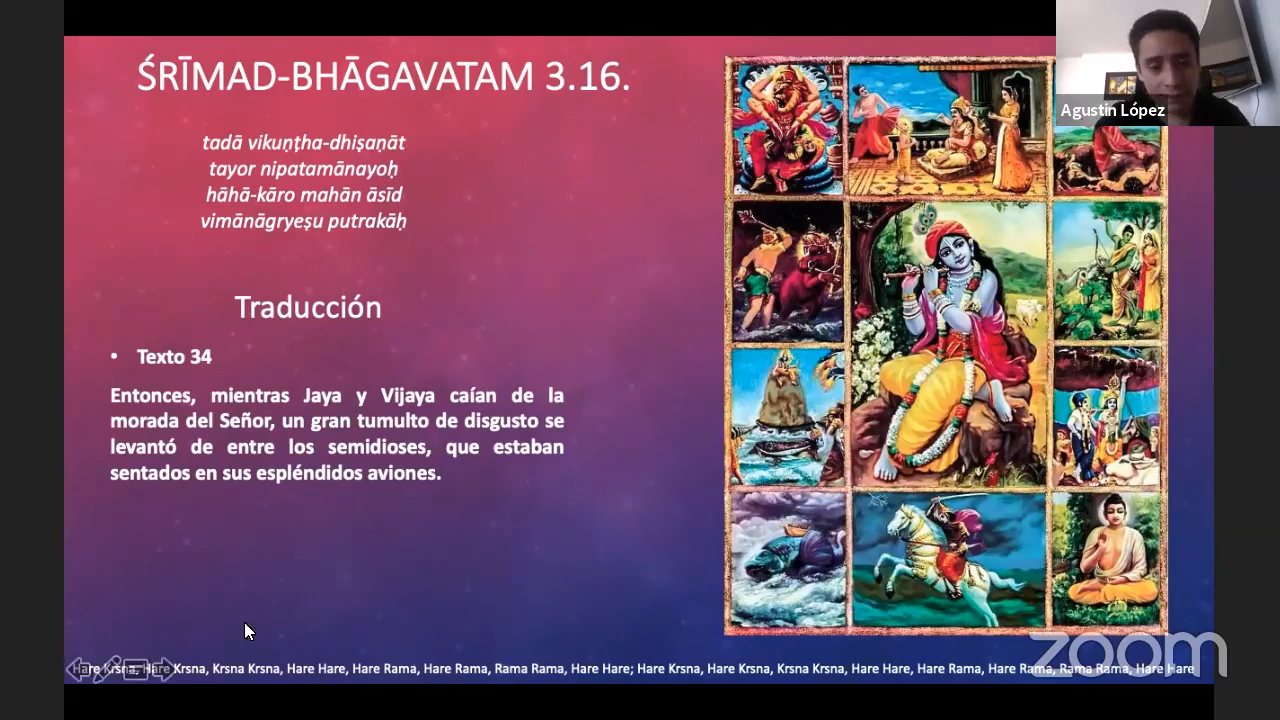 ŚRĪMAD-BHĀGAVATAM 3.16.
Agustin López
tadā vikuṇṭha-dhiṣaṇāt
tayor nipatamānayoḥ
hāhā-kāro mahān āsīd
vimānāgryeṣu putrakāḥ
Traducción
• Texto 34
Entonces, mientras Jaya y Vijaya caían de la
morada del Señor, un gran tumulto de disgusto se
levantó de entre los semidioses, que estaban
sentados en sus espléndidos aviones.
zoom
Hare Krsna, Hare Krsna, Krsna Krsna, Hare Hare, Hare Rama, Hare Rama, Rama Rama, Hare Hare; Hare Krsna, Hare Krsna, Krsna Krsna, Hare Hare, Hare Rama, Hare Rama, Rama Rama, Hare Hare